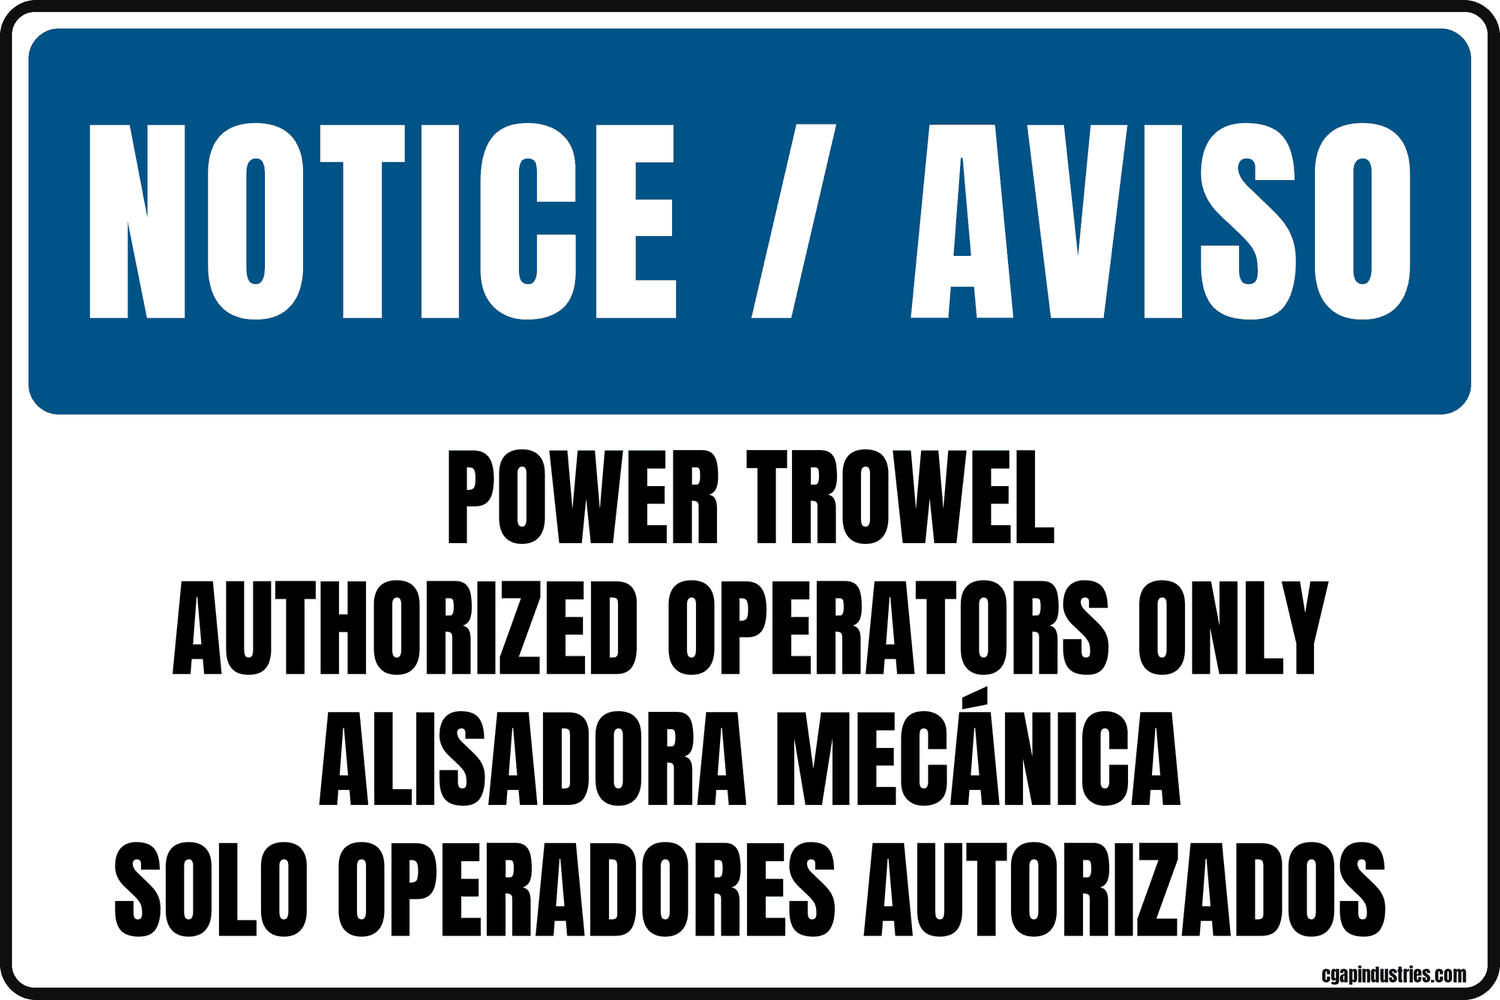 NOTICE / AVISO
POWER TROWEL
AUTHORIZED OPERATORS ONLY
ALISADORA MECÁNICA
SOLO OPERADORES AUTORIZADOS
cgapindustries.com